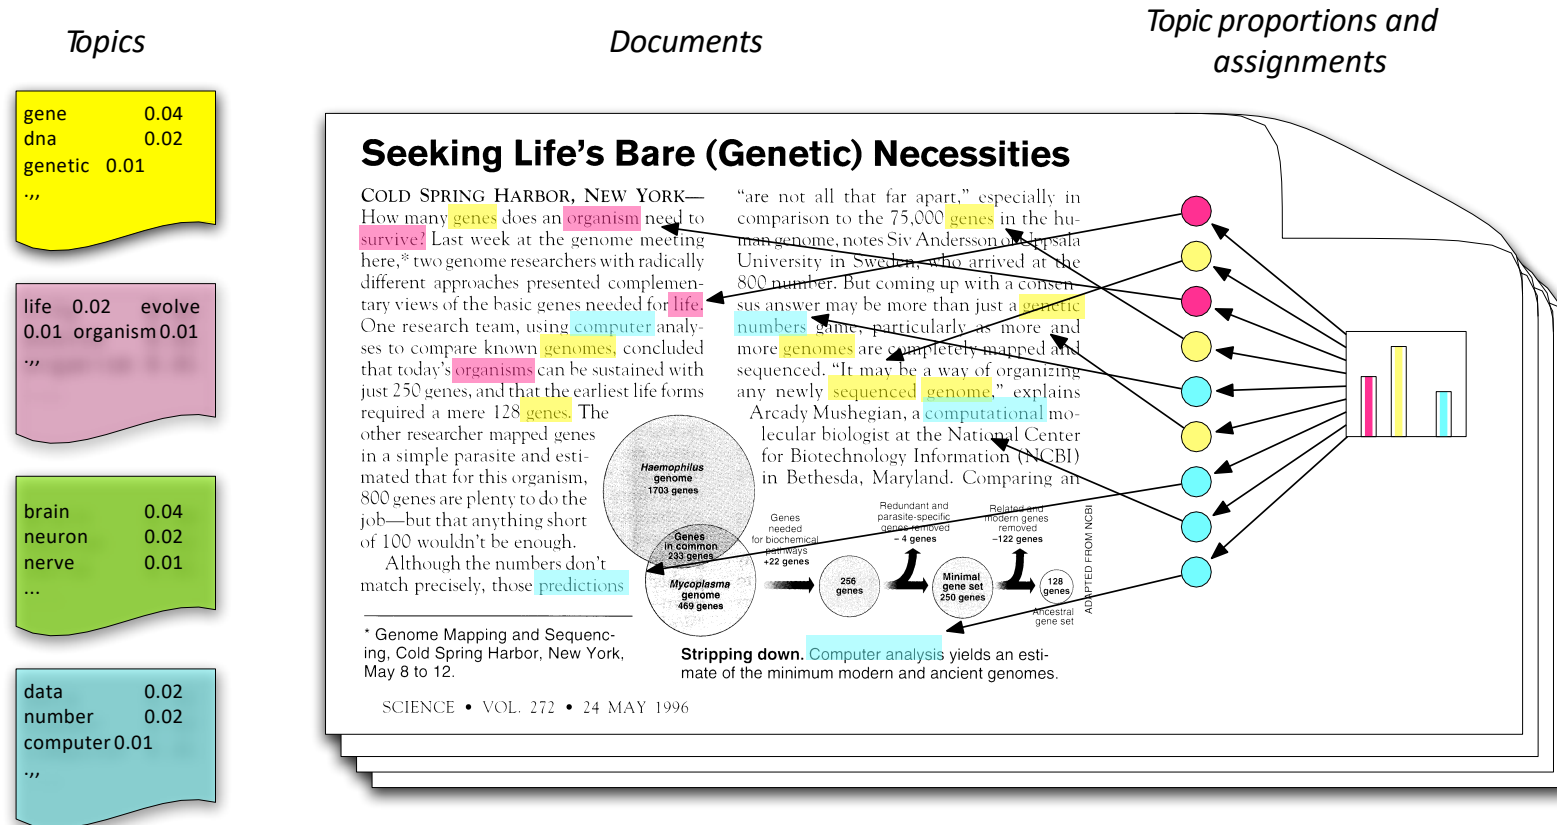 Topics
Documents
Topic proportions and
assignments
gene 0.04
dna 0.02
genetic 0.01
.,,
life 0.02 evolve
0.01 organism 0.01
.,,
brain 0.04
neuron 0.02
nerve 0.01
...
data 0.02
number 0.02
computer 0.01
.,,
Seeking Life's Bare (Genetic) Necessities
COLD SPRING HARBOR, NEW YORK—
How many genes does an organism need to
survive? Last week at the genome meeting
here,* two genome researchers with radically
different approaches presented complemen-
tary views of the basic genes needed for life.
One research team, using computer analy-
ses to compare known genomes, concluded
that today's organisms can be sustained with
just 250 genes, and that the earliest life forms
required a mere 128 genes. The
other researcher mapped genes
in a simple parasite and esti-
mated that for this organism,
800 genes are plenty to do the
job—but that anything short
of 100 wouldn't be enough.
Although the numbers don't
match precisely, those predictions
* Genome Mapping and Sequenc-
ing, Cold Spring Harbor, New York,
May 8 to 12.
SCIENCE • VOL. 272 • 24 MAY 1996
"are not all that far apart," especially in
comparison to the 75,000 genes in the hu-
man genome, notes Siv Andersson of Uppsala
University in Sweden, who arrived at the
800 number. But coming up with a consen-
sus answer may be more than just a genetic
numbers game, particularly as more and
more genomes are completely mapped and
sequenced. "It may be a way of organizing
any newly sequenced genome," explains
Arcady Mushegian, a computational mo-
lecular biologist at the National Center
for Biotechnology Information (NCBI)
in Bethesda, Maryland. Comparing an
Haemophilus
genome
1703 genes
Genes
in common
233 genes
Mycoplasma
genome
469 genes
Genes
needed
for biochemical
pathways
+22 genes
256
genes
Redundant and
parasite-specific
genes removed
– 4 genes
Minimal
gene set
250 genes
Related and
modern genes
removed
–122 genes
128
genes
Ancestral
gene set
ADAPTED FROM NCBI
Stripping down. Computer analysis yields an esti-
mate of the minimum modern and ancient genomes.